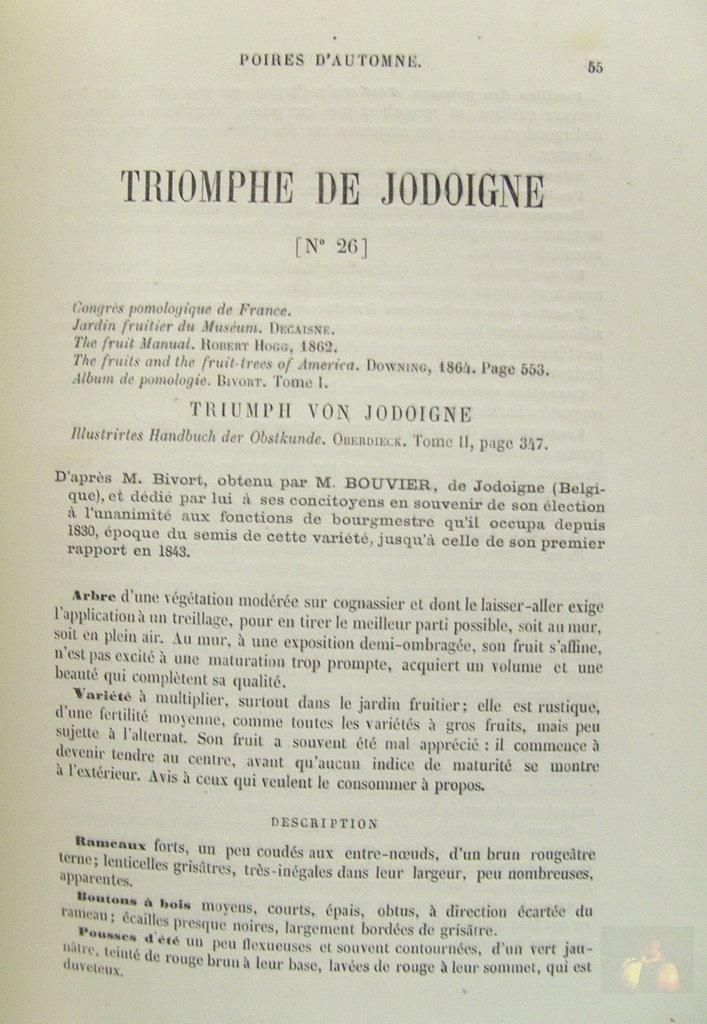 POIRES D'AUTOMNE.
55
TRIOMPHE DE JODOIGNE
[N° 26]
Congrès pomologique de France.
Jardin fruitier du Muséum. DECAISNE.
The fruit Manual. ROBERT HOGG, 1862.
The fruits and the fruit-trees of America. DOWNING, 1864. Page 553.
Album de pomologie. BIVORT. Tome I.
TRIUMPH VON JODOIGNE
Illustrirtes Handbuch der Obstkunde. OBERDIECK. Tome II, page 347.
D'après M. Bivort, obtenu par M. BOUVIER, de Jodoigne (Belgi-
que), et dédié par lui à ses concitoyens en souvenir de son élection
à l'unanimité aux fonctions de bourgmestre qu'il occupa depuis
1830, époque du semis de cette variété, jusqu'à celle de son premier
rapport en 1843.
Arbre d'une végétation modérée sur cognassier et dont le laisser-aller exige
l'application à un treillage, pour en tirer le meilleur parti possible, soit au mur,
soit en plein air. Au mur, à une exposition demi-ombragée, son fruit s'affine,
n'est pas excité à une maturation trop prompte, acquiert un volume et une
beauté qui complètent sa qualité.
Variété à multiplier, surtout dans le jardin fruitier; elle est rustique,
d'une fertilité moyenne, comme toutes les variétés à gros fruits, mais peu
sujette à l'alternat. Son fruit a souvent été mal apprécié : il commence à
devenir tendre au centre, avant qu'aucun indice de maturité se montre
à l'extérieur. Avis à ceux qui veulent le consommer à propos.
DESCRIPTION
Rameaux forts, un peu coudés aux entre-nœuds, d'un brun rougeâtre
terne; lenticelles grisâtres, très-inégales dans leur largeur, peu nombreuses,
apparentes.
Boutons à bois moyens, courts, épais, obtus, à direction écartée du
rameau; écailles presque noires, largement bordées de grisâtre.
Pousses d'été un peu flexueuses et souvent contournées, d'un vert jau-
nâtre, teinté de rouge brun à leur base, lavées de rouge à leur sommet, qui est
duveteux.